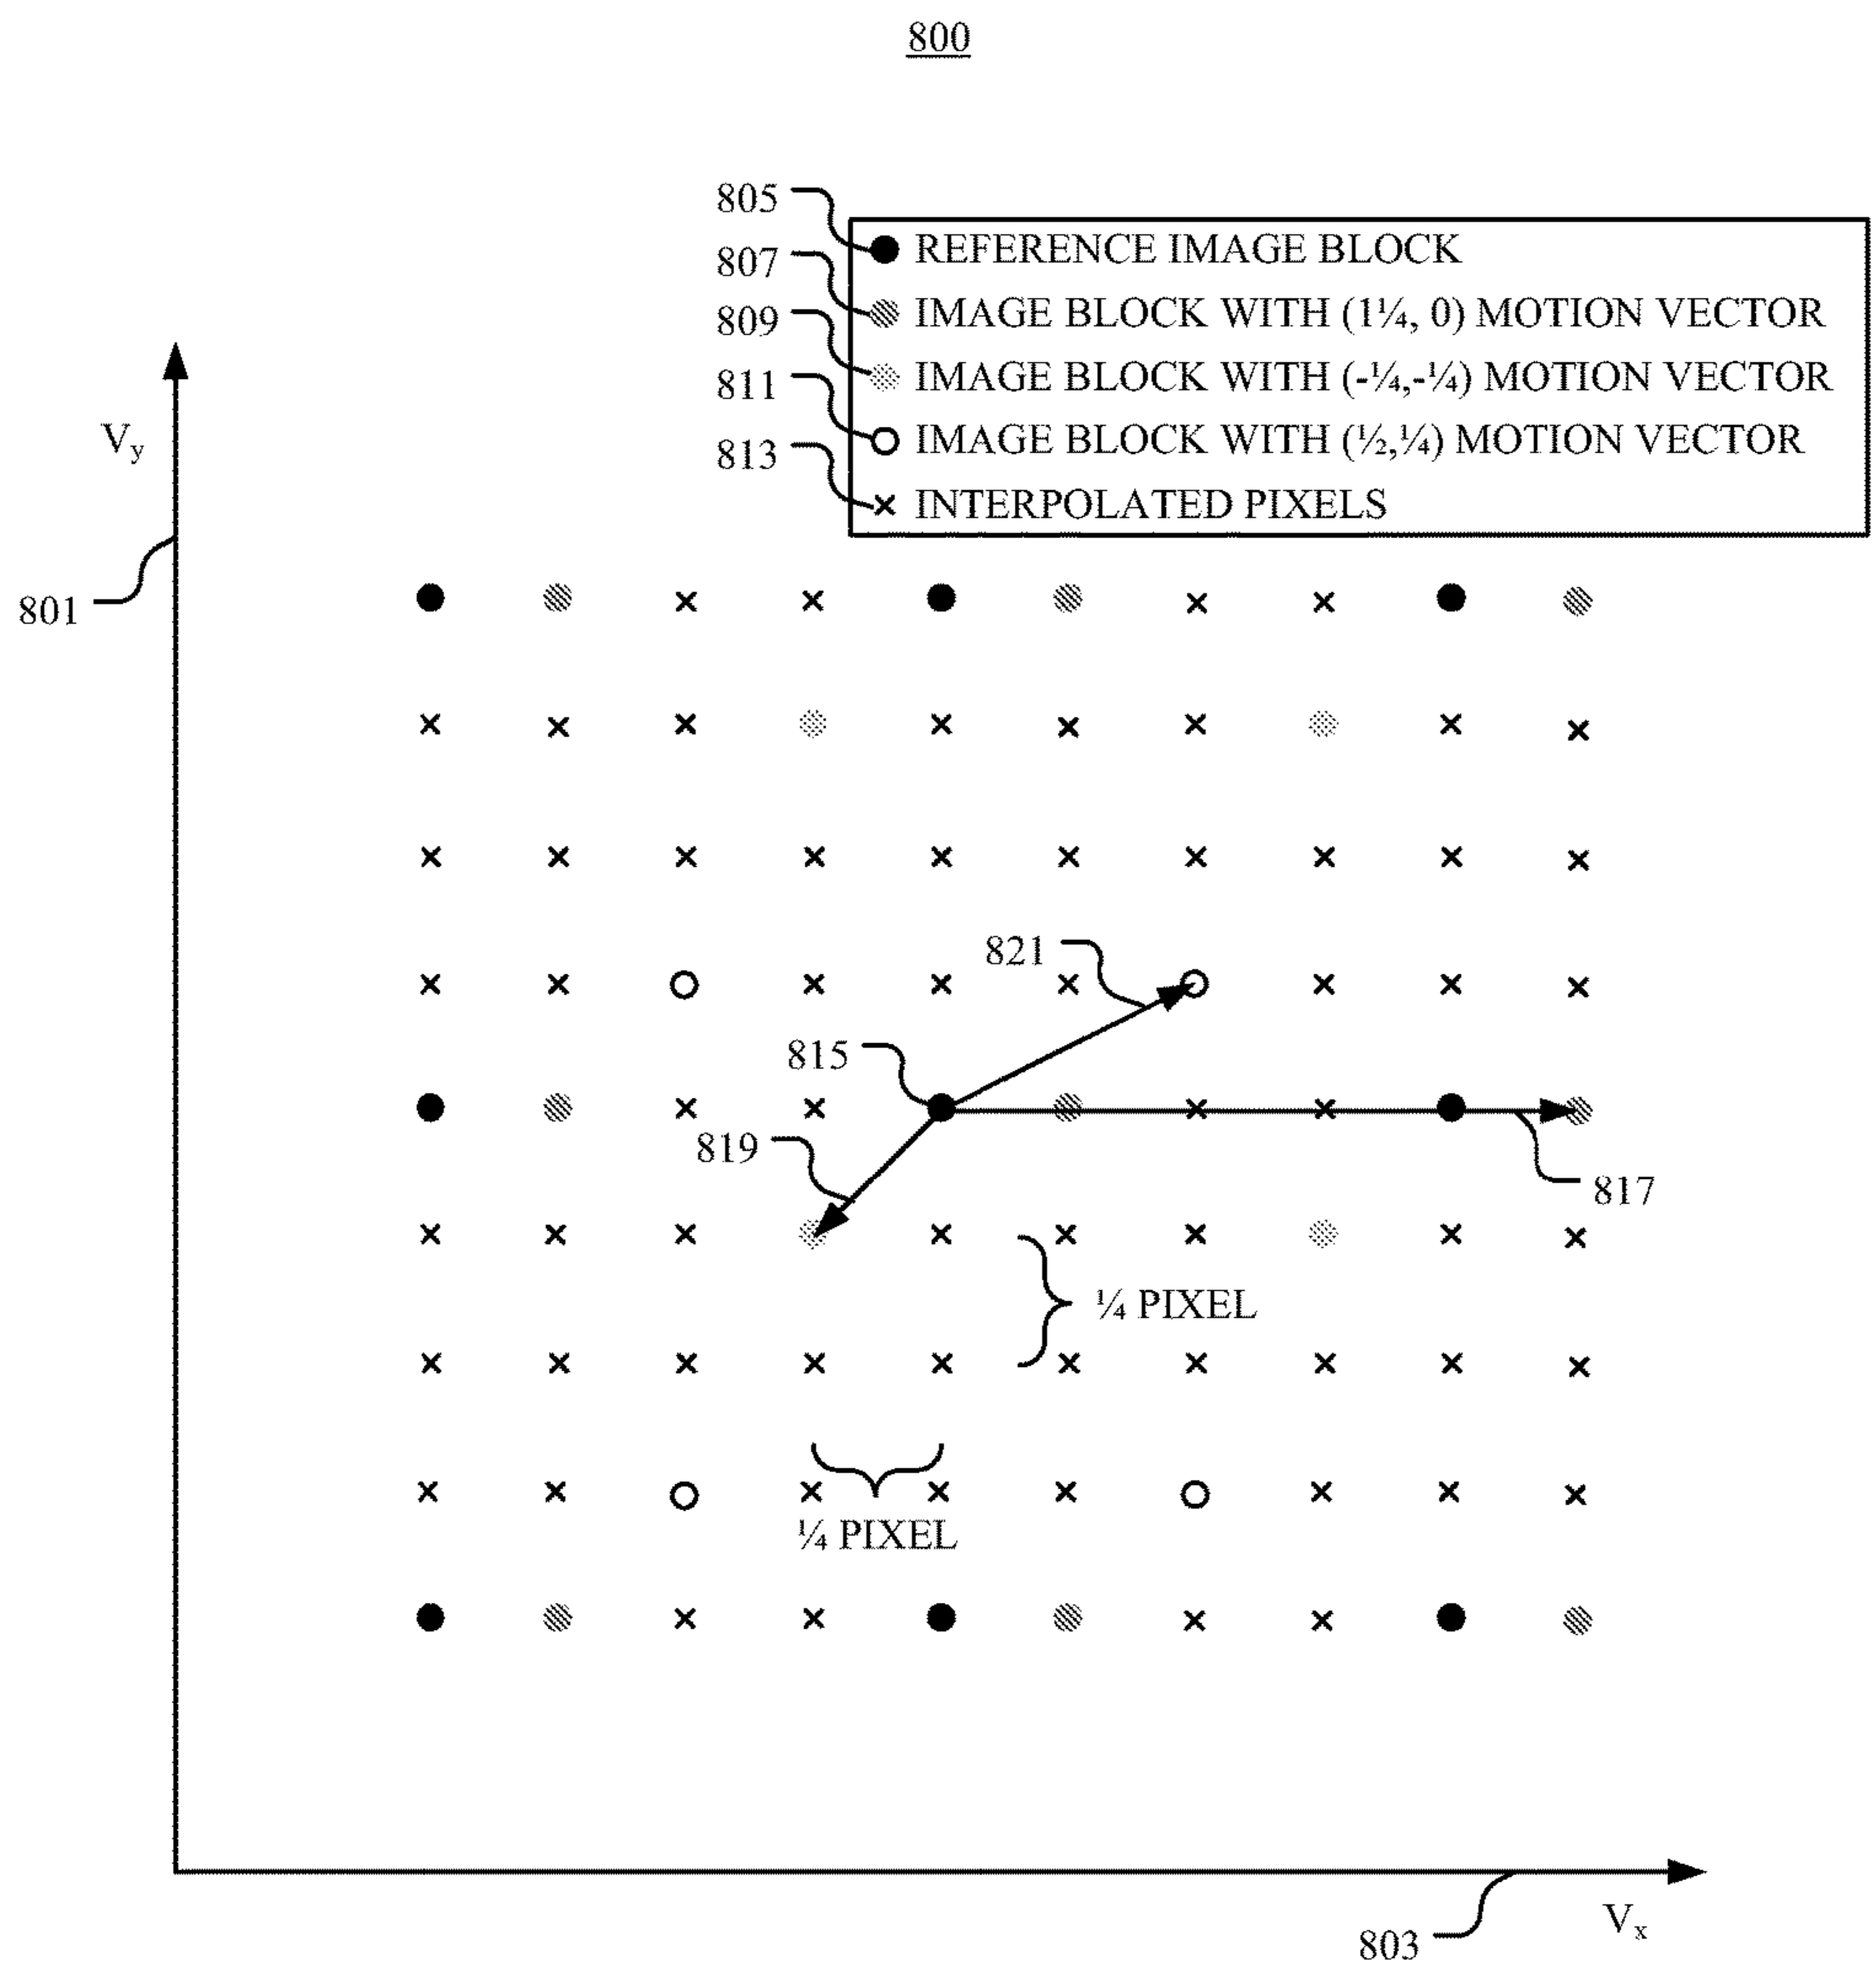 800
805
REFERENCE IMAGE BLOCK
807
IMAGE BLOCK WITH (1¼, 0) MOTION VECTOR
809
IMAGE BLOCK WITH (-¼,-¼) MOTION VECTOR
811
IMAGE BLOCK WITH (½,¼) MOTION VECTOR
813
INTERPOLATED PIXELS
Vy
801
821
815
819
817
¼ PIXEL
¼ PIXEL
Vx
803